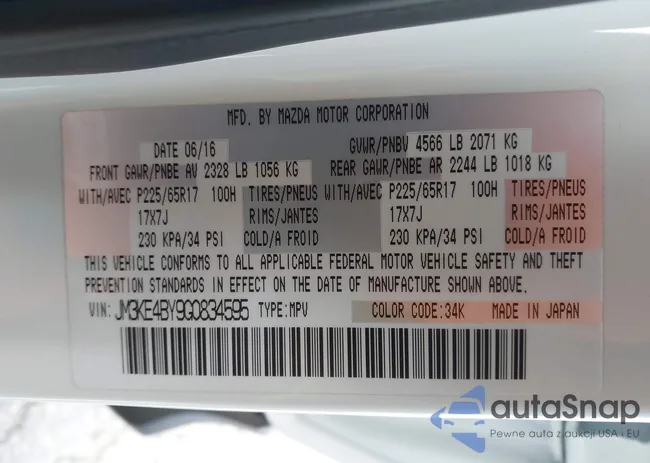 MFD. BY MAZDA MOTOR CORPORATION
DATE 06/16 GVWR/PNBV 4566 LB 2071 KG
FRONT GAWR/PNBE AV 2328 LB 1056 KG REAR GAWR/PNBE AR 2244 LB 1018 KG
WITH/AVEC P225/65R17 100H TIRES/PNEUS WITH/AVEC P225/65R17 100H TIRES/PNEUS
17X7J RIMS/JANTES 17X7J RIMS/JANTES
230 KPA/34 PSI COLD/A FROID 230 KPA/34 PSI COLD/A FROID
THIS VEHICLE CONFORMS TO ALL APPLICABLE FEDERAL MOTOR VEHICLE SAFETY AND THEFT
PREVENTION STANDARDS IN EFFECT ON THE DATE OF MANUFACTURE SHOWN ABOVE.
VIN: JM3KE4BY9G0834595 TYPE:MPV COLOR CODE:34K MADE IN JAPAN
autaSnap
Pewne auta z aukcji USA i EU